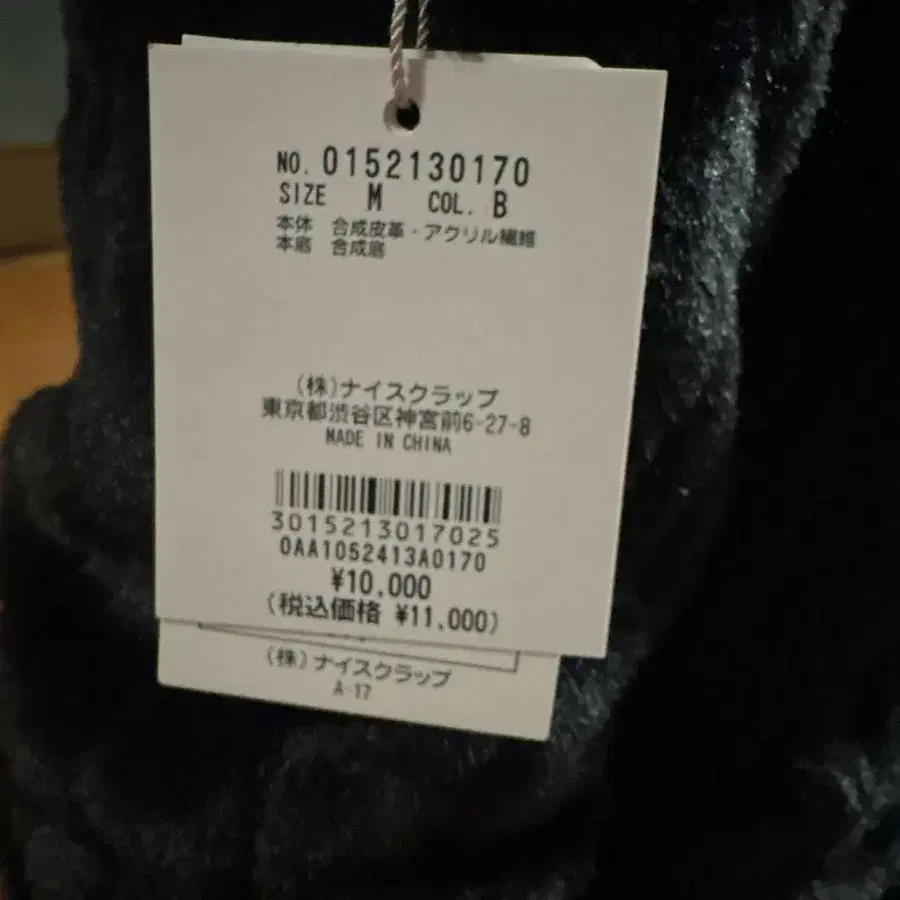 NO. 0152130170
SIZE M COL. B
本体 合成皮革・アクリル繊維
本底 合成底
(株)ナイスクラップ
東京都渋谷区神宮前6-27-8
MADE IN CHINA
3015213017025
0AA1052413A0170
¥10,000
(税込価格 ¥11,000)
(株)ナイスクラップ
A-17